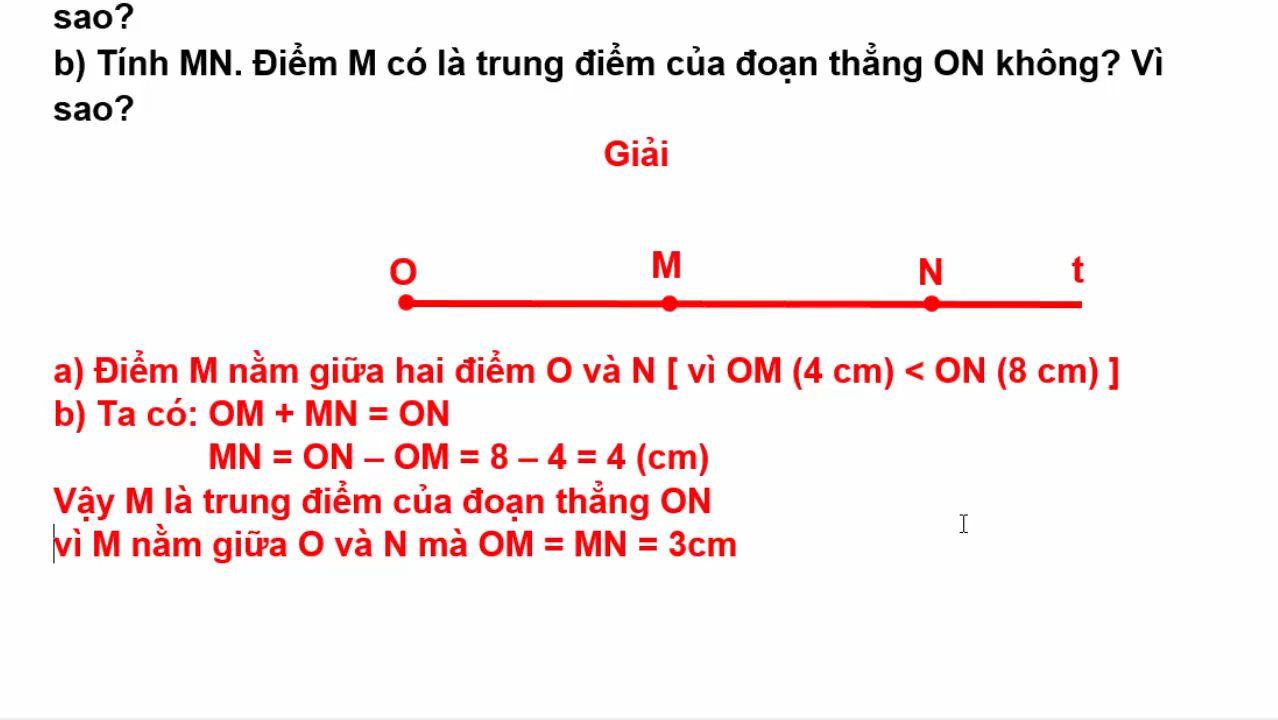 sao?
b) Tính MN. Điểm M có là trung điểm của đoạn thẳng ON không? Vì
sao?
Giải
O M N t
a) Điểm M nằm giữa hai điểm O và N [ vì OM (4 cm) < ON (8 cm) ]
b) Ta có: OM + MN = ON
MN = ON – OM = 8 – 4 = 4 (cm)
Vậy M là trung điểm của đoạn thẳng ON
vì M nằm giữa O và N mà OM = MN = 3cm